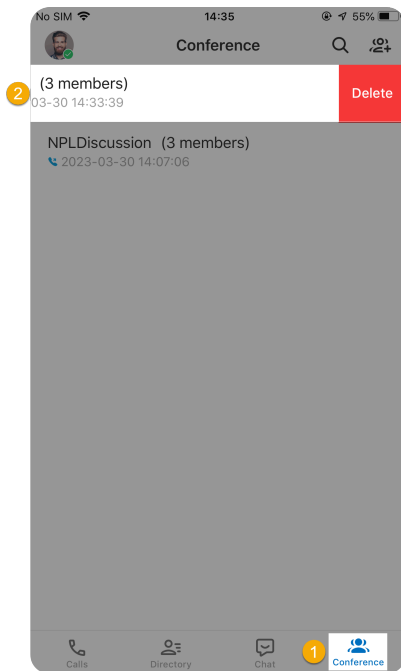 No SIM 14:35 55%
Conference
(3 members)
03-30 14:33:39
Delete
2
NPLDiscussion (3 members)
2023-03-30 14:07:06
1
Calls Directory Chat Conference